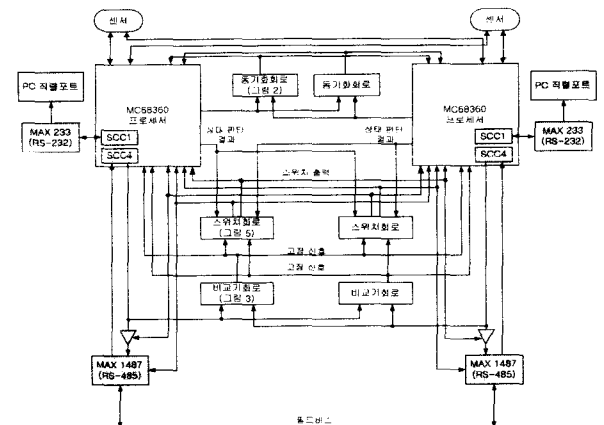 센서
센서
PC 직렬포트
MAX 233
(RS-232)
MC68360
프로세서
SCC1
SCC4
동기화회로
(그림 2)
동기화회로
MC68360
프로세서
SCC1
SCC4
PC 직렬포트
MAX 233
(RS-232)
상태 판단
결과
상태 판단
결과
스위치 출력
스위치회로
(그림 5)
스위치회로
고장 신호
고장 신호
비교기회로
(그림 3)
비교기회로
MAX 1487
(RS-485)
MAX 1487
(RS-485)
필드버스